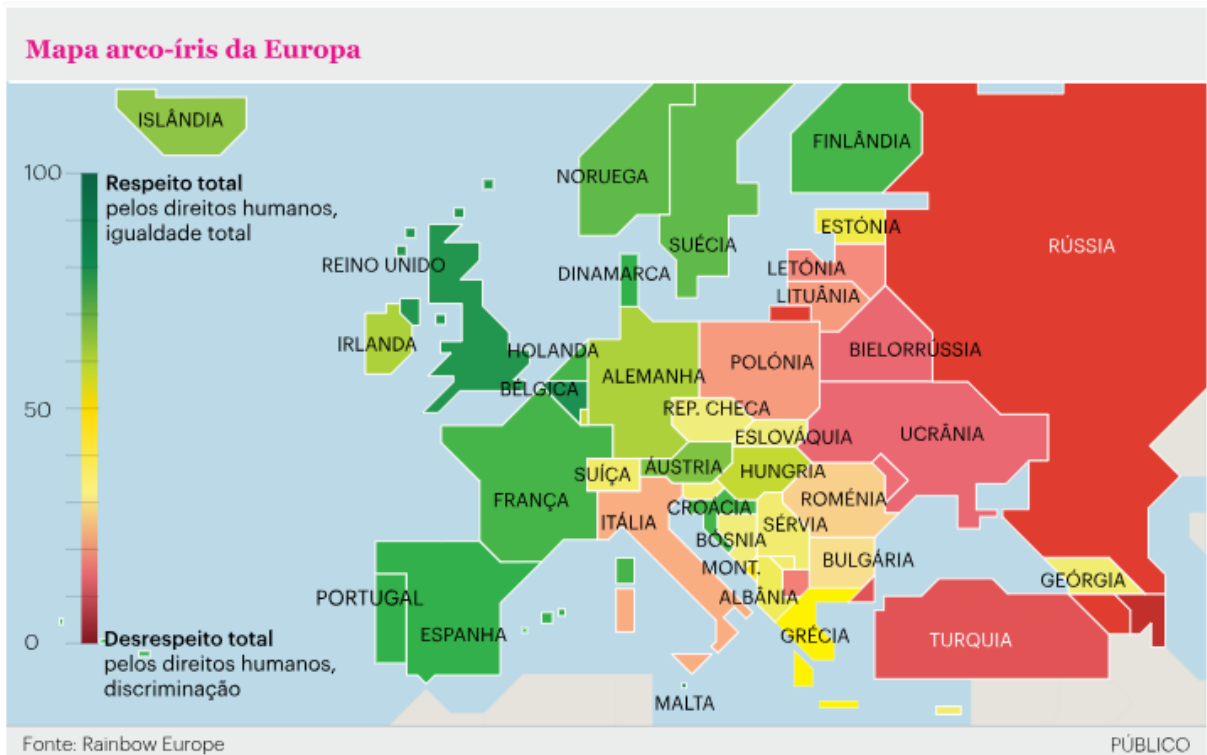 Mapa arco-íris da Europa
ISLÂNDIA
FINLÂNDIA
100
Respeito total
pelos direitos humanos,
igualdade total
NORUEGA
ESTÓNIA
SUÉCIA
RÚSSIA
REINO UNIDO
DINAMARCA
LETÓNIA
LITUÂNIA
IRLANDA
HOLANDA
BIELORRÚSSIA
POLÓNIA
ALEMANHA
BÉLGICA
50
REP. CHECA
ESLOVÁQUIA
UCRÂNIA
SUÍÇA
ÁUSTRIA
HUNGRIA
FRANÇA
CROÁCIA
ROMÉNIA
ITÁLIA
SÉRVIA
BÓSNIA
MONT.
BULGÁRIA
GEÓRGIA
PORTUGAL
ALBÂNIA
ESPANHA
GRÉCIA
TURQUIA
0
Desrespeito total
pelos direitos humanos,
discriminação
MALTA
Fonte: Rainbow Europe
PÚBLICO